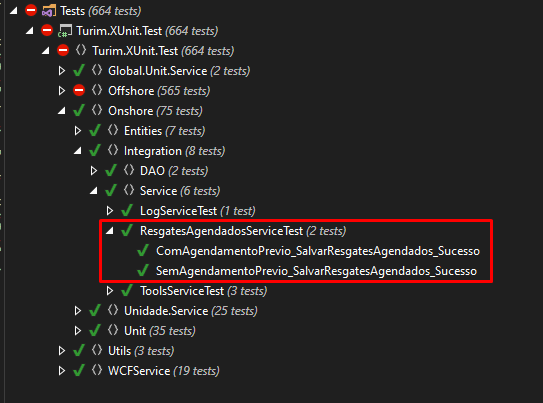 Tests (664 tests)
Turim.XUnit.Test (664 tests)
Turim.XUnit.Test (664 tests)
Global.Unit.Service (2 tests)
Offshore (565 tests)
Onshore (75 tests)
Entities (7 tests)
Integration (8 tests)
DAO (2 tests)
Service (6 tests)
LogServiceTest (1 test)
ResgatesAgendadosServiceTest (2 tests)
ComAgendamentoPrevio_SalvarResgatesAgendados_Sucesso
SemAgendamentoPrevio_SalvarResgatesAgendados_Sucesso
ToolsServiceTest (3 tests)
Unidade.Service (25 tests)
Unit (35 tests)
Utils (3 tests)
WCFService (19 tests)